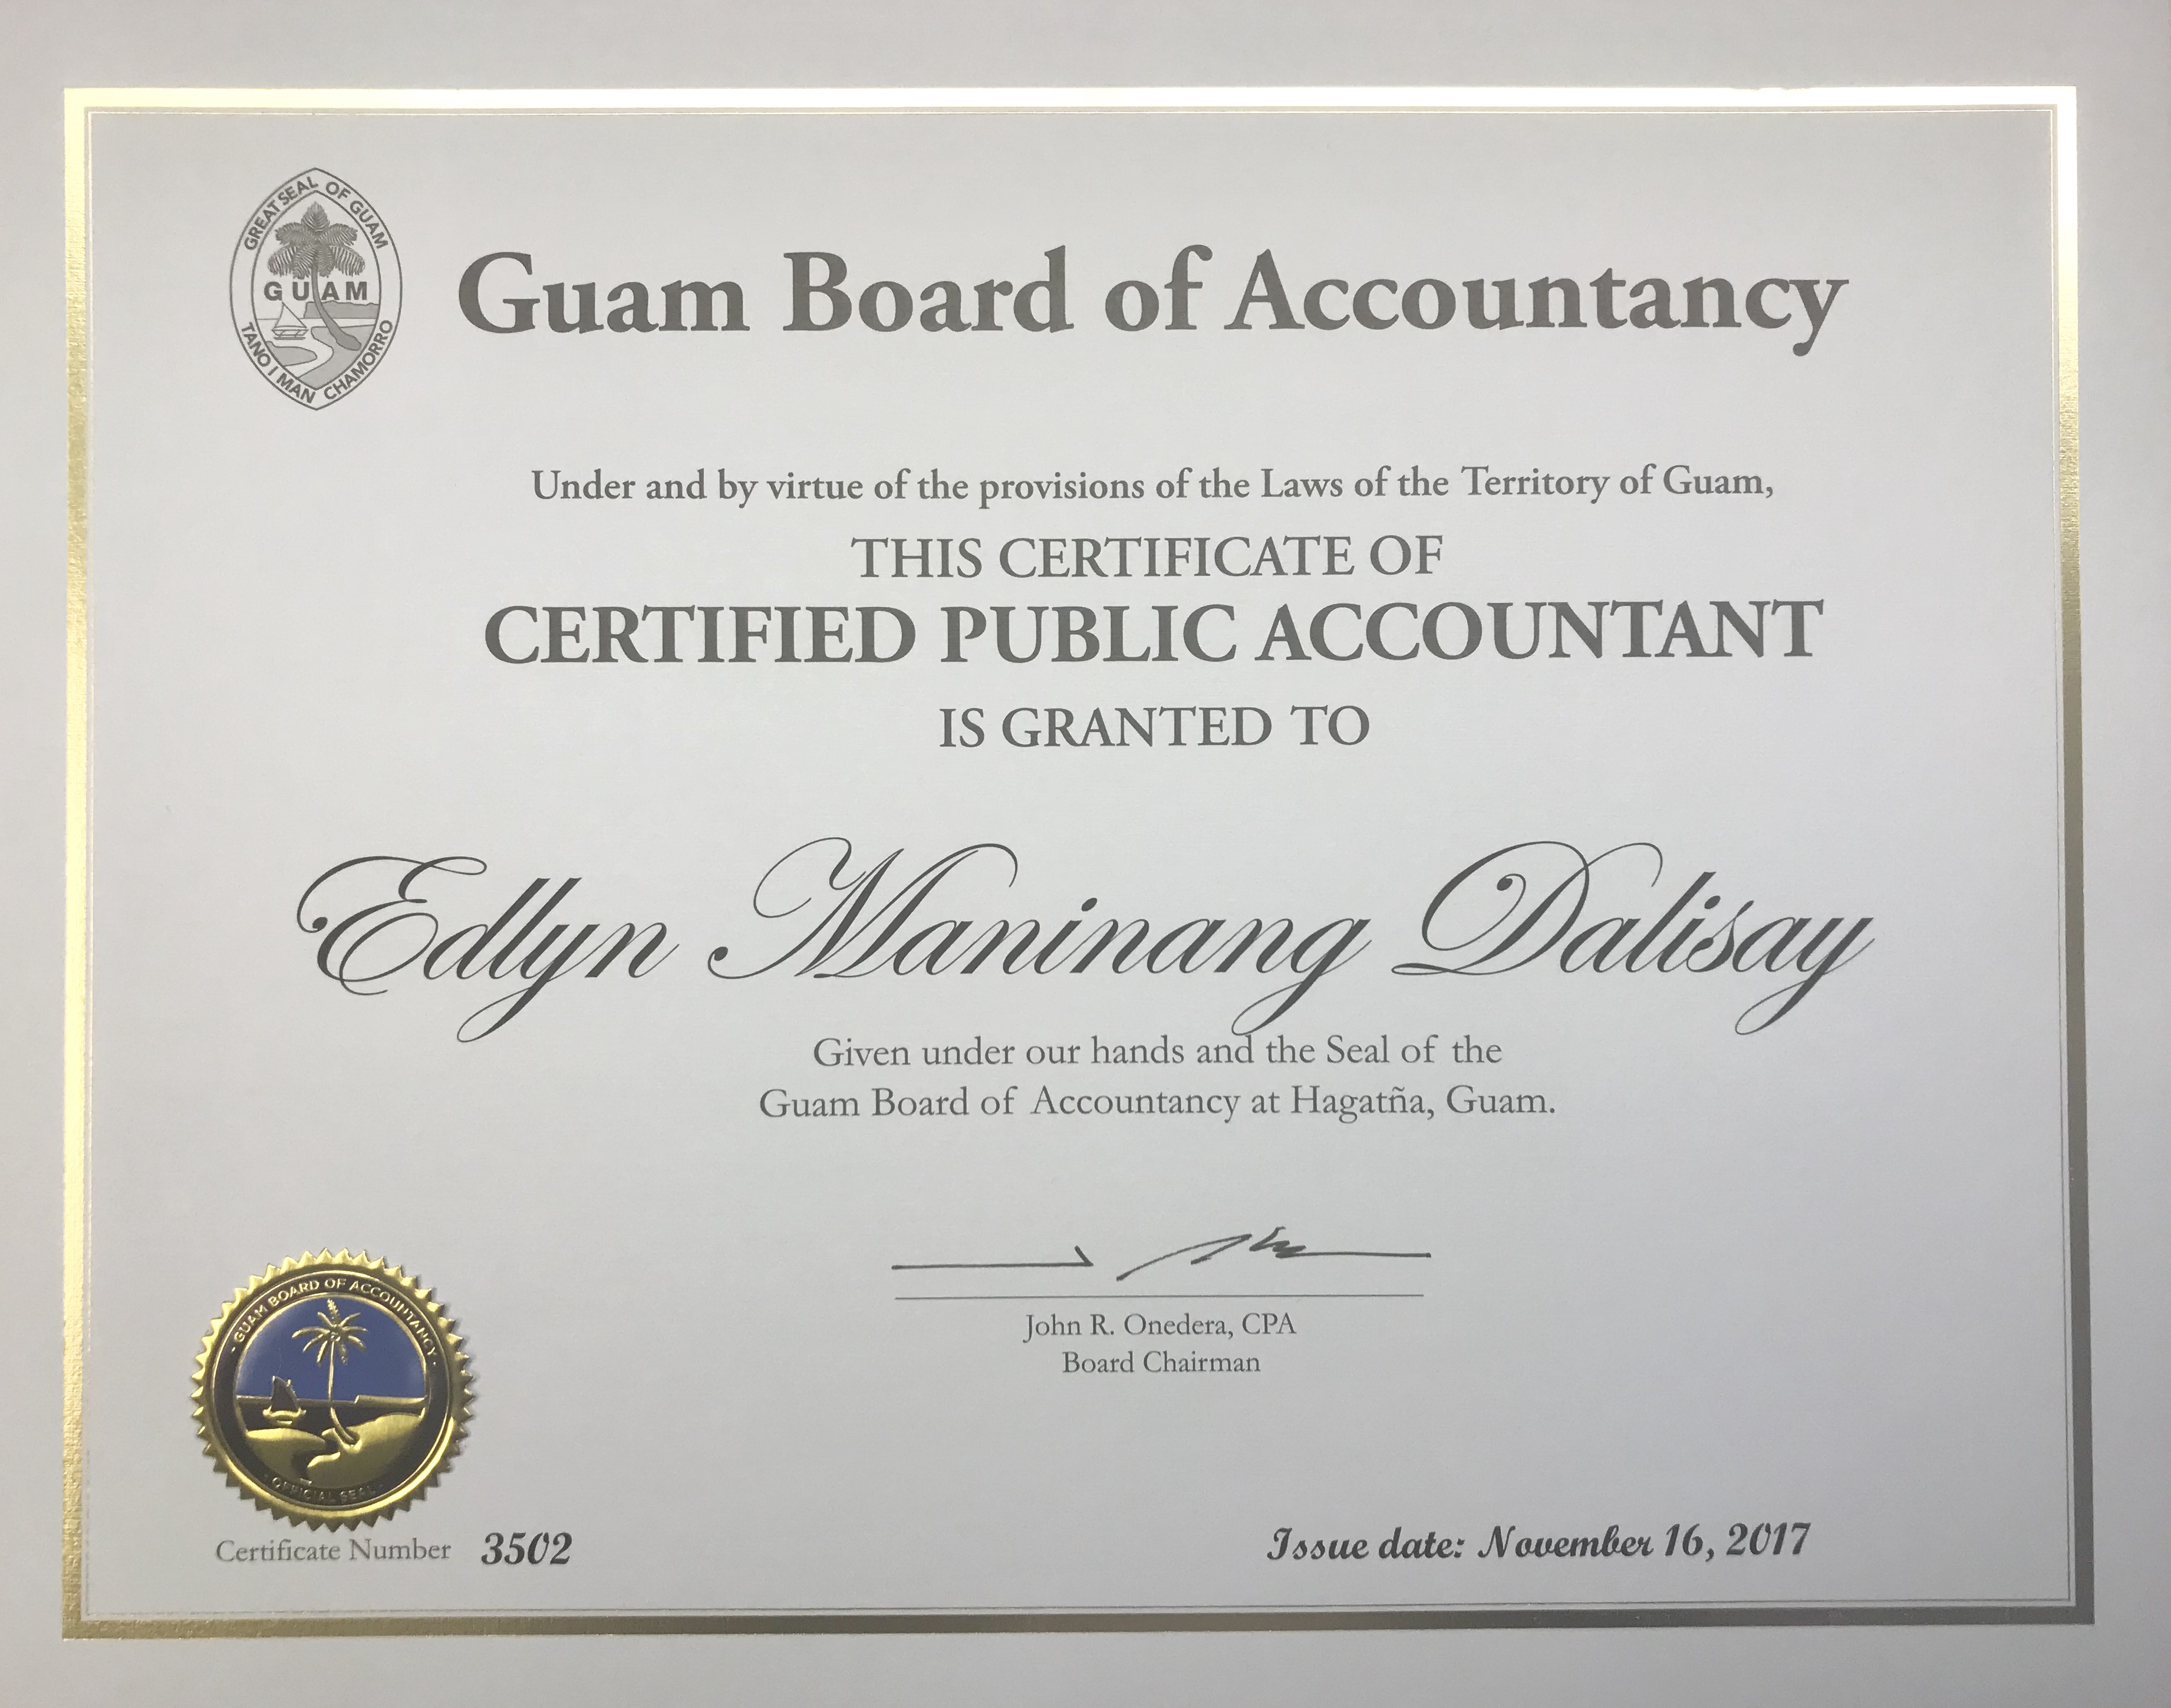 GREAT SEAL OF GUAM
GUAM
TANO I MAN CHAMORRO
Guam Board of Accountancy
Under and by virtue of the provisions of the Laws of the Territory of Guam,
THIS CERTIFICATE OF
CERTIFIED PUBLIC ACCOUNTANT
IS GRANTED TO
Edlyn Maninang Dalisay
Given under our hands and the Seal of the
Guam Board of Accountancy at Hagatña, Guam.
John R. Onedera, CPA
Board Chairman
· GUAM BOARD OF ACCOUNTANCY ·
· OFFICIAL SEAL ·
Certificate Number 3502
Issue date: November 16, 2017